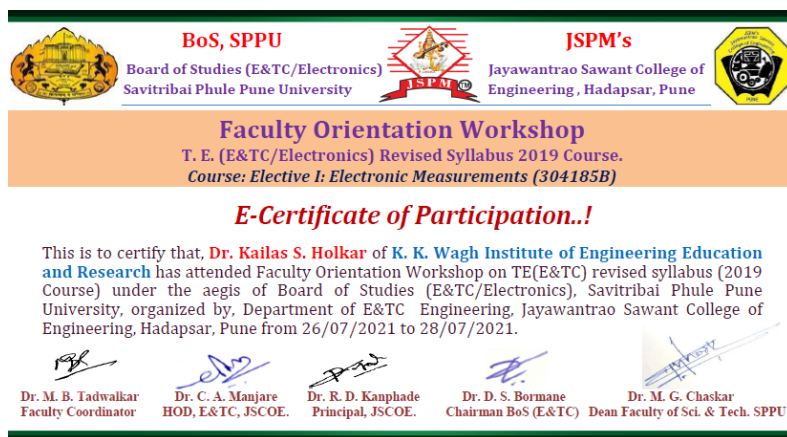 BoS, SPPU
Board of Studies (E&TC/Electronics)
Savitribai Phule Pune University
JSPM
TM
JSPM's
Jayawantrao Sawant College of
Engineering , Hadapsar, Pune
PUNE
Faculty Orientation Workshop
T. E. (E&TC/Electronics) Revised Syllabus 2019 Course.
Course: Elective I: Electronic Measurements (304185B)
E-Certificate of Participation..!
This is to certify that, Dr. Kailas S. Holkar of K. K. Wagh Institute of Engineering Education
and Research has attended Faculty Orientation Workshop on TE(E&TC) revised syllabus (2019
Course) under the aegis of Board of Studies (E&TC/Electronics), Savitribai Phule Pune
University, organized by, Department of E&TC Engineering, Jayawantrao Sawant College of
Engineering, Hadapsar, Pune from 26/07/2021 to 28/07/2021.
Dr. M. B. Tadwalkar
Faculty Coordinator
Dr. C. A. Manjare
HOD, E&TC, JSCOE.
Dr. R. D. Kanphade
Principal, JSCOE.
Dr. D. S. Bormane
Chairman BoS (E&TC)
Dr. M. G. Chaskar
Dean Faculty of Sci. & Tech. SPPU